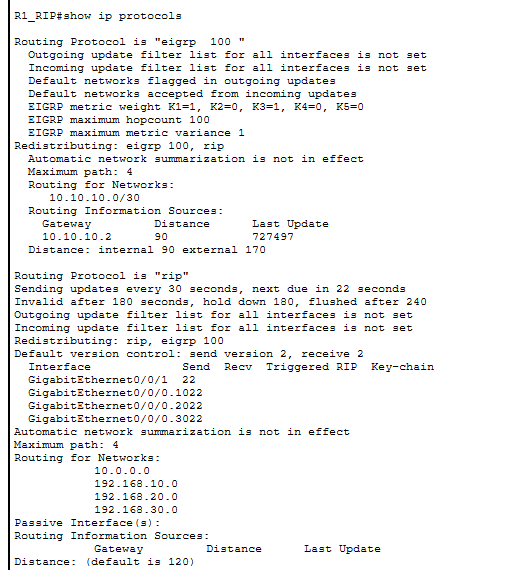 R1_RIP#show ip protocols

Routing Protocol is "eigrp  100 "
  Outgoing update filter list for all interfaces is not set
  Incoming update filter list for all interfaces is not set
  Default networks flagged in outgoing updates
  Default networks accepted from incoming updates
  EIGRP metric weight K1=1, K2=0, K3=1, K4=0, K5=0
  EIGRP maximum hopcount 100
  EIGRP maximum metric variance 1
Redistributing: eigrp 100, rip
  Automatic network summarization is not in effect
  Maximum path: 4
  Routing for Networks:
     10.10.10.0/30
  Routing Information Sources:
    Gateway         Distance      Last Update
    10.10.10.2      90            727497
  Distance: internal 90 external 170

Routing Protocol is "rip"
Sending updates every 30 seconds, next due in 22 seconds
Invalid after 180 seconds, hold down 180, flushed after 240
Outgoing update filter list for all interfaces is not set
Incoming update filter list for all interfaces is not set
Redistributing: rip, eigrp 100
Default version control: send version 2, receive 2
  Interface             Send  Recv  Triggered RIP  Key-chain
  GigabitEthernet0/0/1  22
  GigabitEthernet0/0/0.1022
  GigabitEthernet0/0/0.2022
  GigabitEthernet0/0/0.3022
Automatic network summarization is not in effect
Maximum path: 4
Routing for Networks:
            10.0.0.0
            192.168.10.0
            192.168.20.0
            192.168.30.0
Passive Interface(s):
Routing Information Sources:
            Gateway         Distance      Last Update
Distance: (default is 120)